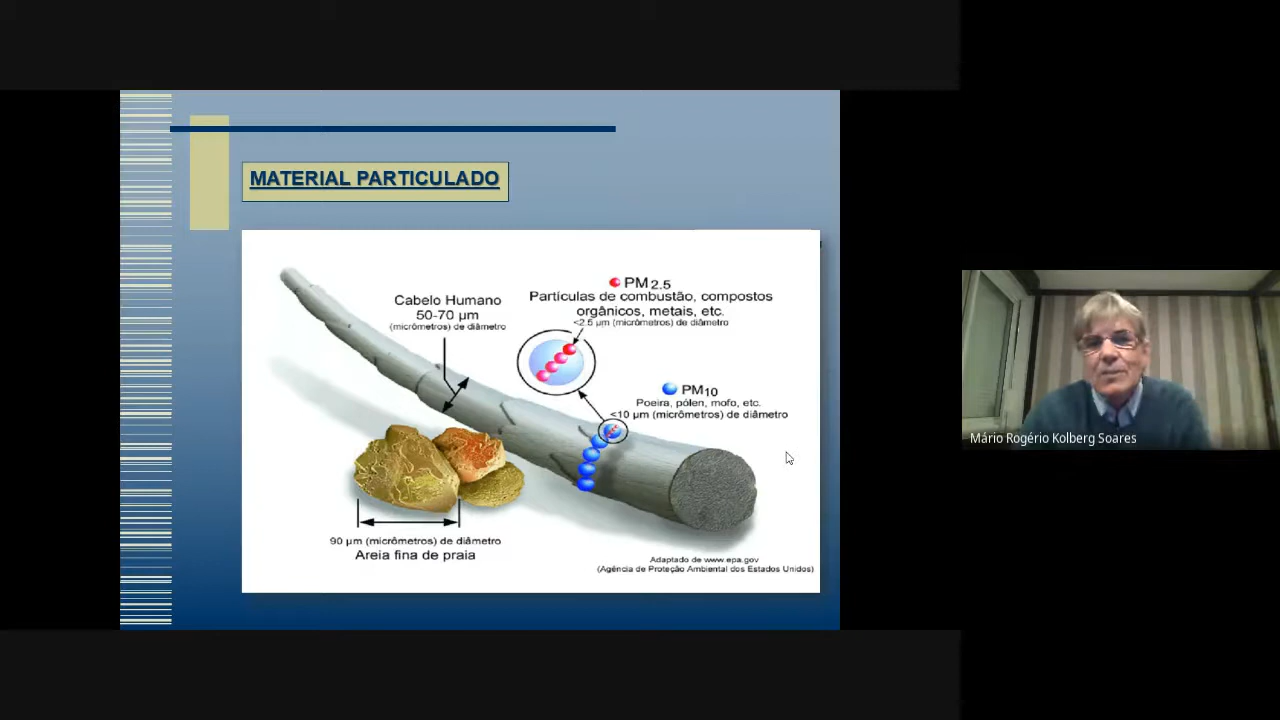 MATERIAL PARTICULADO
Cabelo Humano
50-70 µm
(micrômetros) de diâmetro
PM2.5
Partículas de combustão, compostos
orgânicos, metais, etc.
<2.5 µm (micrômetros) de diâmetro
PM10
Poeira, pólen, mofo, etc.
<10 µm (micrômetros) de diâmetro
90 µm (micrômetros) de diâmetro
Areia fina de praia
Adaptado de www.epa.gov
(Agência de Proteção Ambiental dos Estados Unidos)
Mário Rogério Kolberg Soares